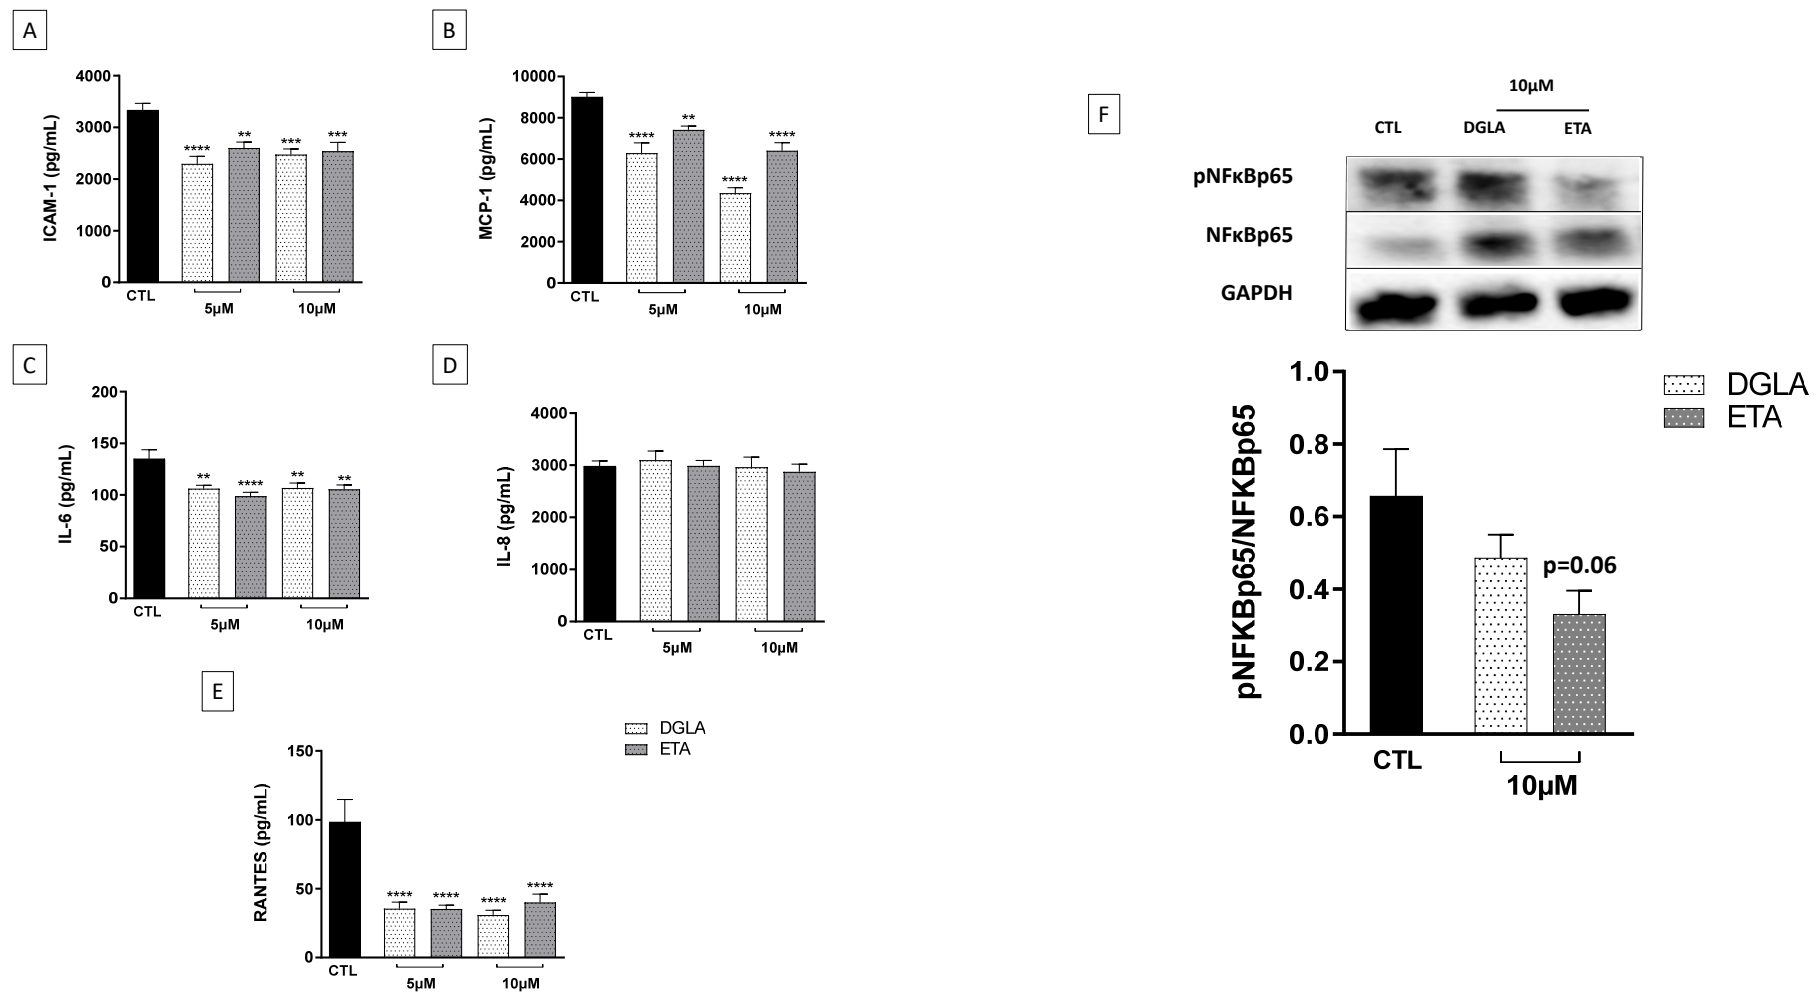 A
4000
3000
2000
1000
0
ICAM-1 (pg/mL)
****
**
***
***
CTL
5µM
10µM
B
10000
8000
6000
4000
2000
0
MCP-1 (pg/mL)
****
**
****
****
CTL
5µM
10µM
C
200
150
100
50
0
IL-6 (pg/mL)
**
****
**
**
CTL
5µM
10µM
D
4000
3000
2000
1000
0
IL-8 (pg/mL)
CTL
5µM
10µM
E
150
100
50
0
RANTES (pg/mL)
****
****
****
****
CTL
5µM
10µM
DGLA
ETA
F
10µM
CTL DGLA ETA
pNFκBp65
NFκBp65
GAPDH
1.0
0.8
0.6
0.4
0.2
0.0
pNFKBp65/NFKBp65
p=0.06
CTL
10µM
DGLA
ETA